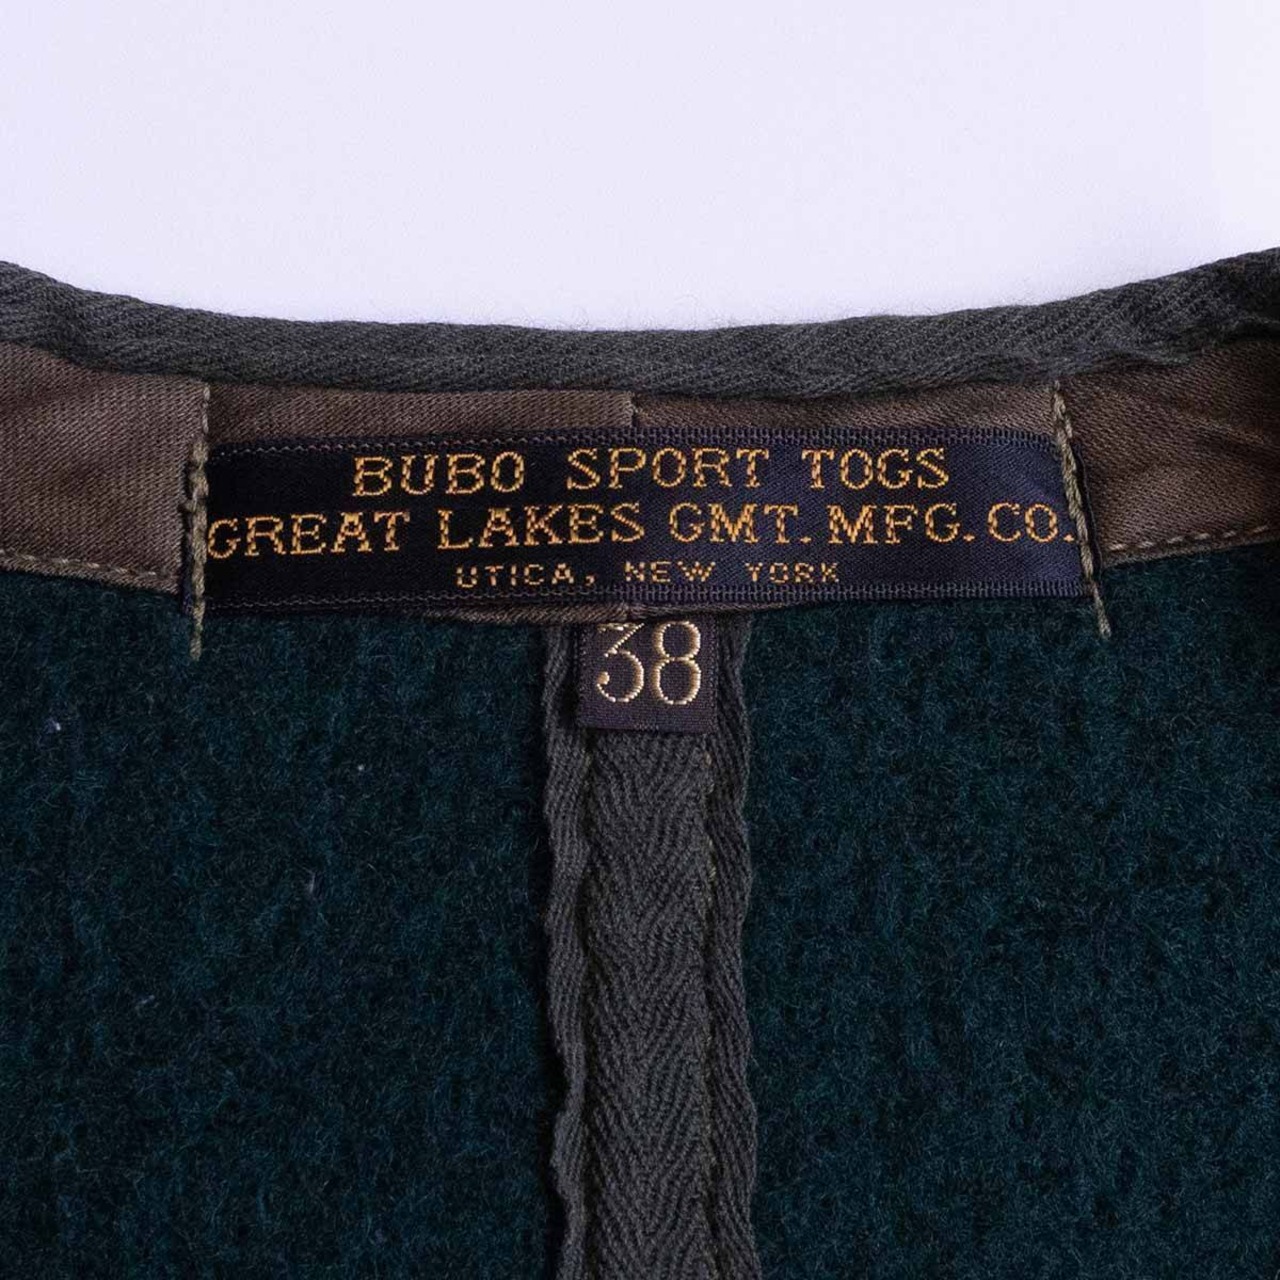 BUBO SPORT TOGS
GREAT LAKES GMT. MFG. CO.
UTICA, NEW YORK
38